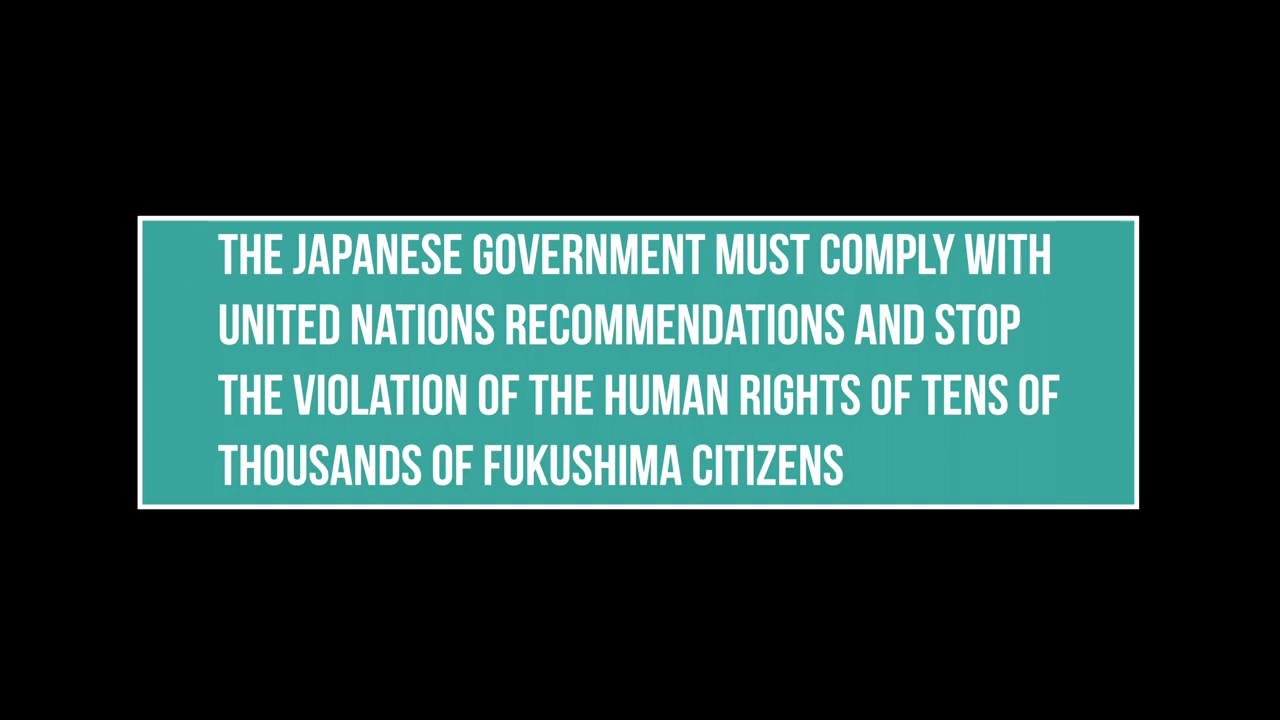 THE JAPANESE GOVERNMENT MUST COMPLY WITH
UNITED NATIONS RECOMMENDATIONS AND STOP
THE VIOLATION OF THE HUMAN RIGHTS OF TENS OF
THOUSANDS OF FUKUSHIMA CITIZENS